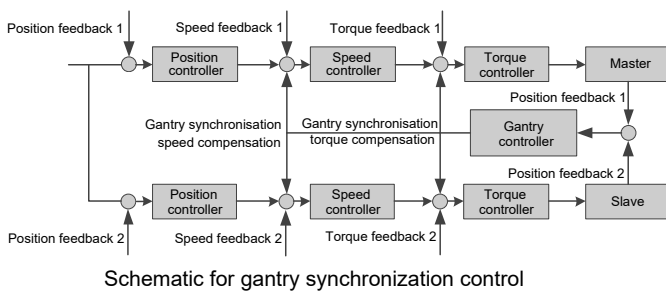 Position feedback 1
Speed feedback 1
Torque feedback 1
Position
controller
Speed
controller
Torque
controller
Master
Position feedback 1
Gantry synchronisation
speed compensation
Gantry synchronisation
torque compensation
Gantry
controller
Position feedback 2
Position
controller
Speed
controller
Torque
controller
Slave
Position feedback 2
Speed feedback 2
Torque feedback 2
Schematic for gantry synchronization control